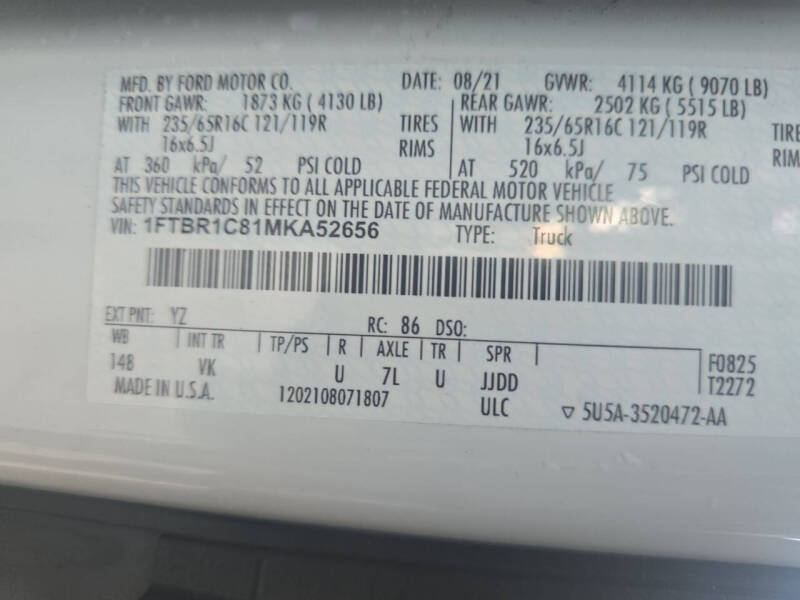 MFD. BY FORD MOTOR CO. DATE: 08/21 GVWR: 4114 KG ( 9070 LB)
FRONT GAWR: 1873 KG ( 4130 LB) REAR GAWR: 2502 KG ( 5515 LB)
WITH 235/65R16C 121/119R TIRES WITH 235/65R16C 121/119R TIRES
16x6.5J RIMS 16x6.5J RIMS
AT 360 kPa/ 52 PSI COLD AT 520 kPa/ 75 PSI COLD
THIS VEHICLE CONFORMS TO ALL APPLICABLE FEDERAL MOTOR VEHICLE
SAFETY STANDARDS IN EFFECT ON THE DATE OF MANUFACTURE SHOWN ABOVE.
VIN: 1FTBR1C81MKA52656 TYPE: Truck
EXT PNT: YZ RC: 86 DSO:
WB INT TR TP/PS R AXLE TR SPR F0825
148 VK U 7L U JJDD T2272
MADE IN U.S.A. 1202108071807 ULC ▽ 5U5A-3520472-AA